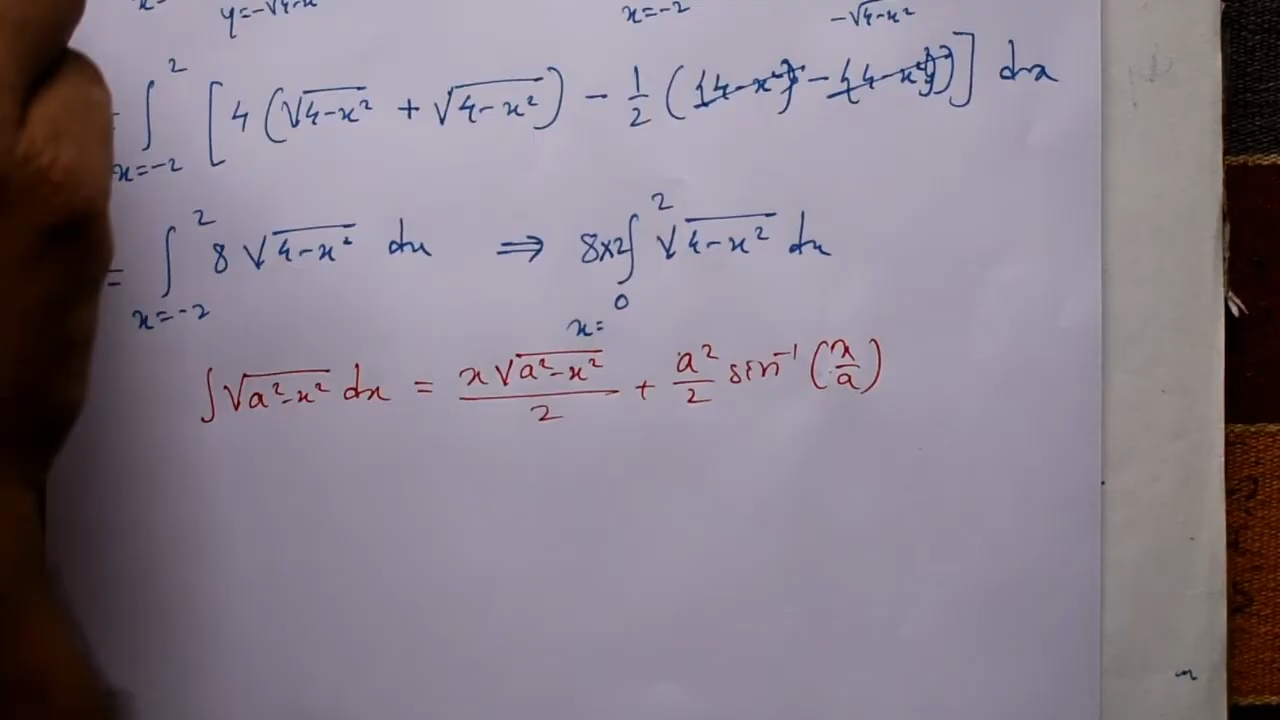 y=-√4-x x=-2 -√4-x²
= ∫ x=-2 2 [4(√4-x² + √4-x²) - 1/2 ((4-x²) - (4-x²))] dx
= ∫ x=-2 2 8√4-x² dx ⇒ 8×2∫ x=0 2 √4-x² dx
∫√a²-x² dx = x√a²-x²/2 + a²/2 sin⁻¹(x/a)